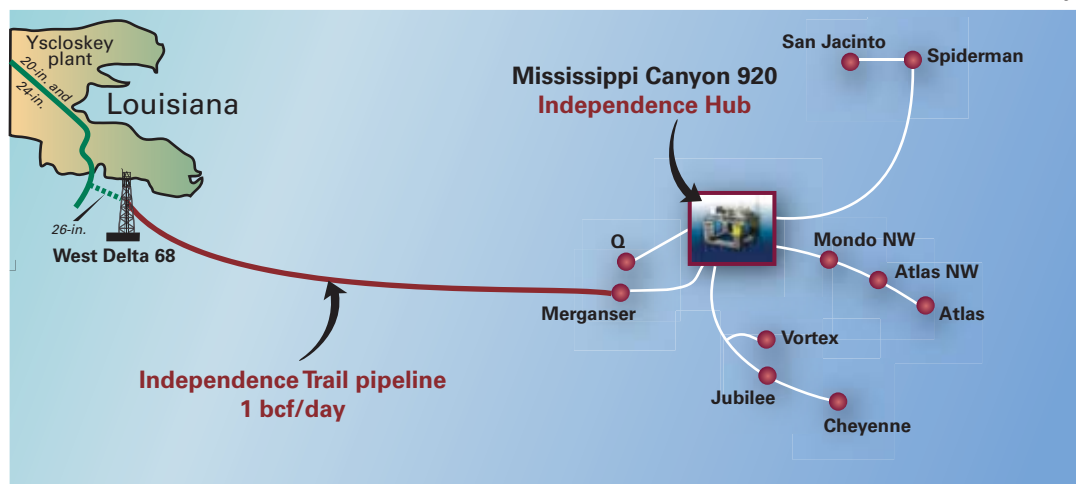 Yscloskey
plant
20-in. and
24-in.
Louisiana
26-in.
West Delta 68
Mississippi Canyon 920
Independence Hub
San Jacinto
Spiderman
Q
Merganser
Mondo NW
Atlas NW
Atlas
Vortex
Jubilee
Cheyenne
Independence Trail pipeline
1 bcf/day